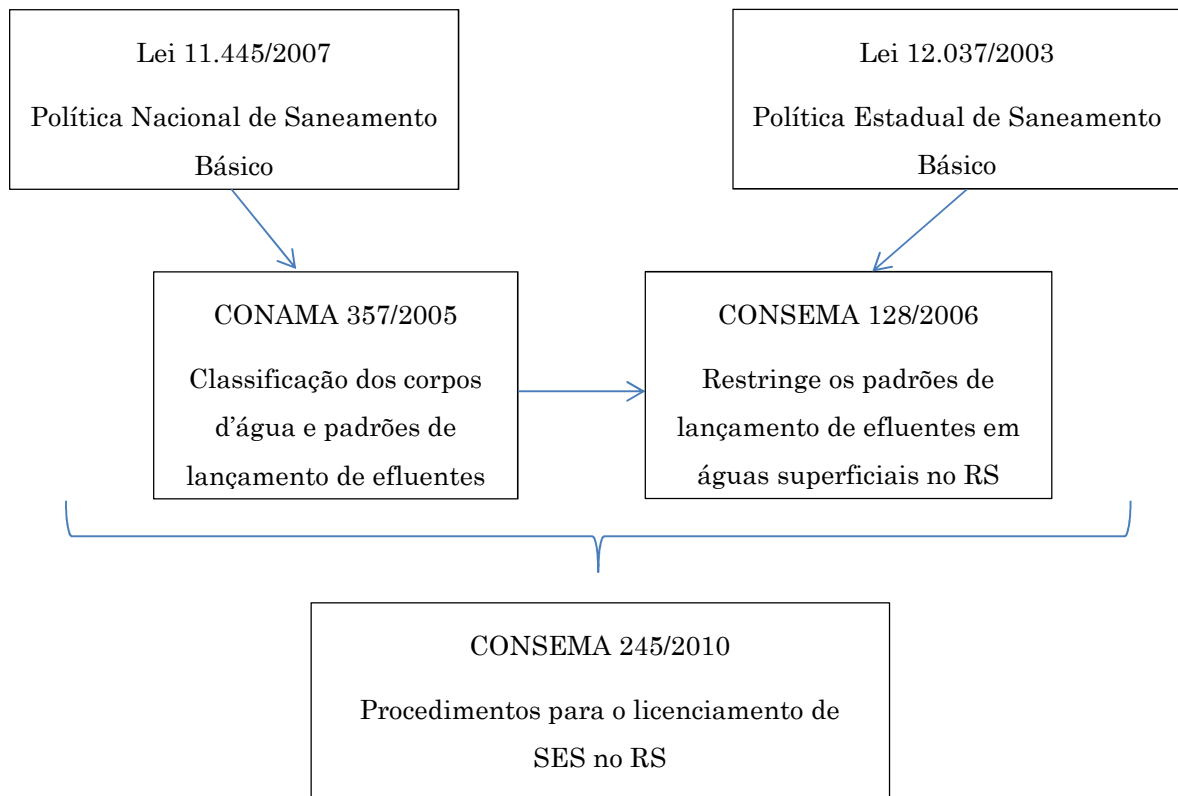 Lei 11.445/2007
Política Nacional de Saneamento
Básico
Lei 12.037/2003
Política Estadual de Saneamento
Básico
CONAMA 357/2005
Classificação dos corpos
d'água e padrões de
lançamento de efluentes
CONSEMA 128/2006
Restringe os padrões de
lançamento de efluentes em
águas superficiais no RS
CONSEMA 245/2010
Procedimentos para o licenciamento de
SES no RS